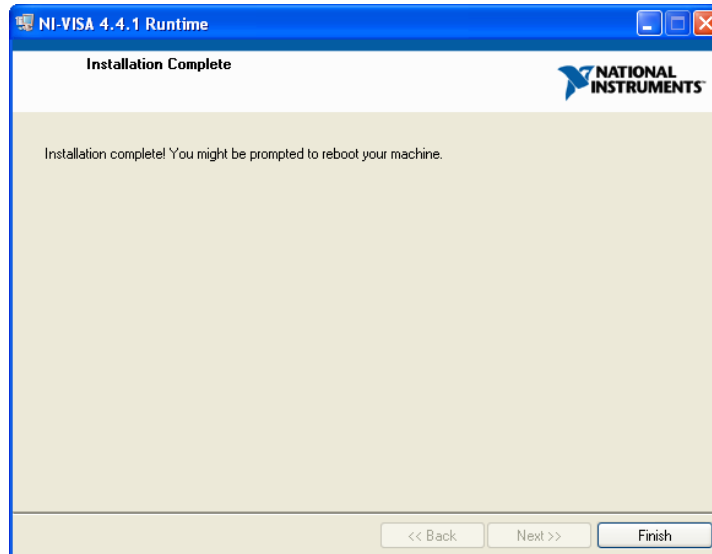 NI-VISA 4.4.1 Runtime
Installation Complete
NATIONAL
INSTRUMENTS™
Installation complete! You might be prompted to reboot your machine.
<< Back
Next >>
Finish